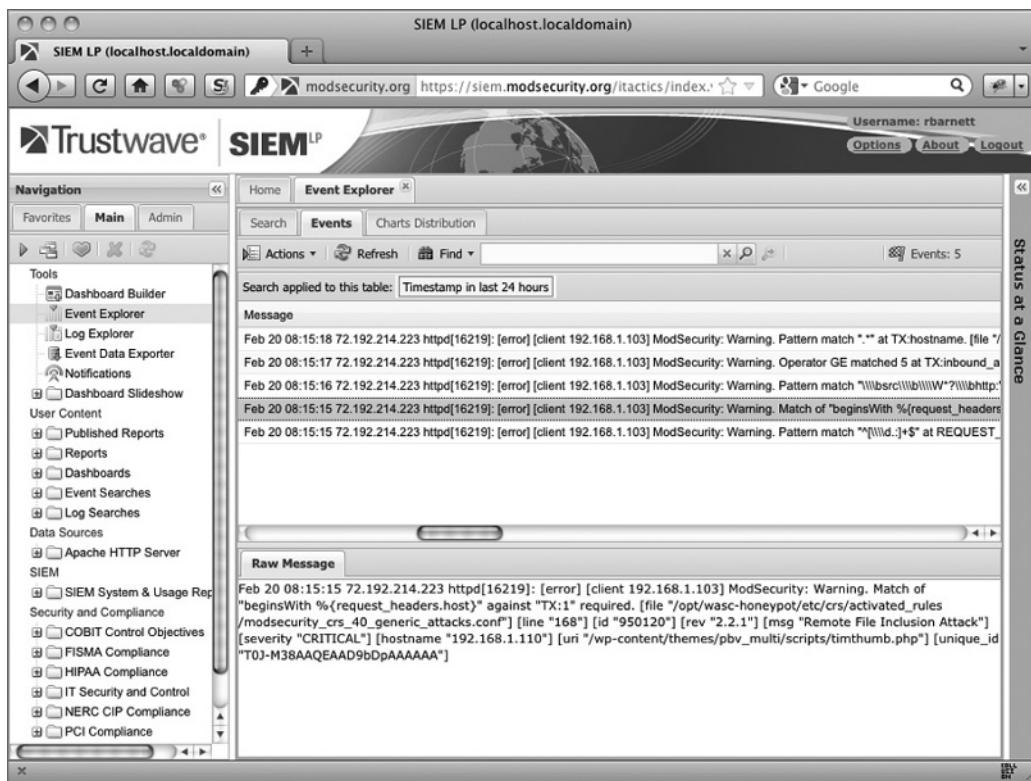 SIEM LP (localhost.localdomain)
SIEM LP (localhost.localdomain)
modsecurity.org https://siem.modsecurity.org/itactics/index.
Google
Trustwave® SIEM LP
Username: rbarnett
Options About Logout
Navigation
Home Event Explorer
Favorites Main Admin
Search Events Charts Distribution
Actions Refresh Find Events: 5
Search applied to this table: Timestamp in last 24 hours
Message
Feb 20 08:15:18 72.192.214.223 httpd[16219]: [error] [client 192.168.1.103] ModSecurity: Warning. Pattern match ".*" at TX:hostname. [file "/
Feb 20 08:15:17 72.192.214.223 httpd[16219]: [error] [client 192.168.1.103] ModSecurity: Warning. Operator GE matched 5 at TX:inbound_a
Feb 20 08:15:16 72.192.214.223 httpd[16219]: [error] [client 192.168.1.103] ModSecurity: Warning. Pattern match "\\\\bsrc\\\\b\\\\W*?\\\\bhttp:
Feb 20 08:15:15 72.192.214.223 httpd[16219]: [error] [client 192.168.1.103] ModSecurity: Warning. Match of "beginsWith %{request_headers
Feb 20 08:15:15 72.192.214.223 httpd[16219]: [error] [client 192.168.1.103] ModSecurity: Warning. Pattern match "^[\\\\d.:]+$" at REQUEST_
Tools
Dashboard Builder
Event Explorer
Log Explorer
Event Data Exporter
Notifications
Dashboard Slideshow
User Content
Published Reports
Reports
Dashboards
Event Searches
Log Searches
Data Sources
Apache HTTP Server
SIEM
SIEM System & Usage Rep
Security and Compliance
COBIT Control Objectives
FISMA Compliance
HIPAA Compliance
IT Security and Control
NERC CIP Compliance
PCI Compliance
Raw Message
Feb 20 08:15:15 72.192.214.223 httpd[16219]: [error] [client 192.168.1.103] ModSecurity: Warning. Match of
"beginsWith %{request_headers.host}" against "TX:1" required. [file "/opt/wasc-honeypot/etc/crs/activated_rules
/modsecurity_crs_40_generic_attacks.conf"] [line "168"] [id "950120"] [rev "2.2.1"] [msg "Remote File Inclusion Attack"]
[severity "CRITICAL"] [hostname "192.168.1.110"] [uri "/wp-content/themes/pbv_multi/scripts/timthumb.php"] [unique_id
"T0J-M38AAQEAAD9bDpAAAAAA"]
Status at a Glance